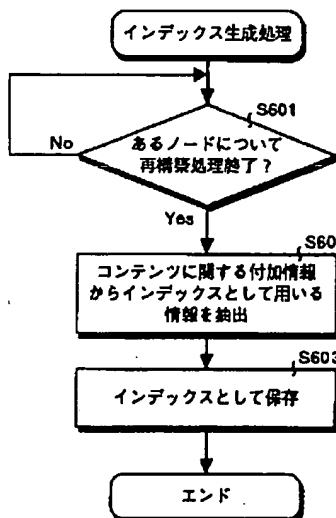 インデックス生成処理
S601
あるノードについて
再構築処理終了？
No
Yes
S60
コンテンツに関する付加情報
からインデックスとして用いる
情報を抽出
S603
インデックスとして保存
エンド